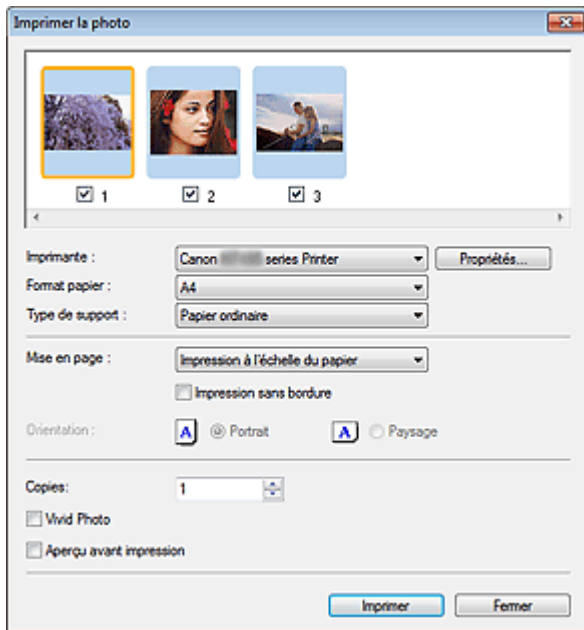 Imprimer la photo
1 2 3
Imprimante : Canon series Printer Propriétés...
Format papier : A4
Type de support : Papier ordinaire
Mise en page : Impression à l'échelle du papier
Impression sans bordure
Orientation : A Portrait A Paysage
Copies: 1
Vivid Photo
Aperçu avant impression
Imprimer Fermer